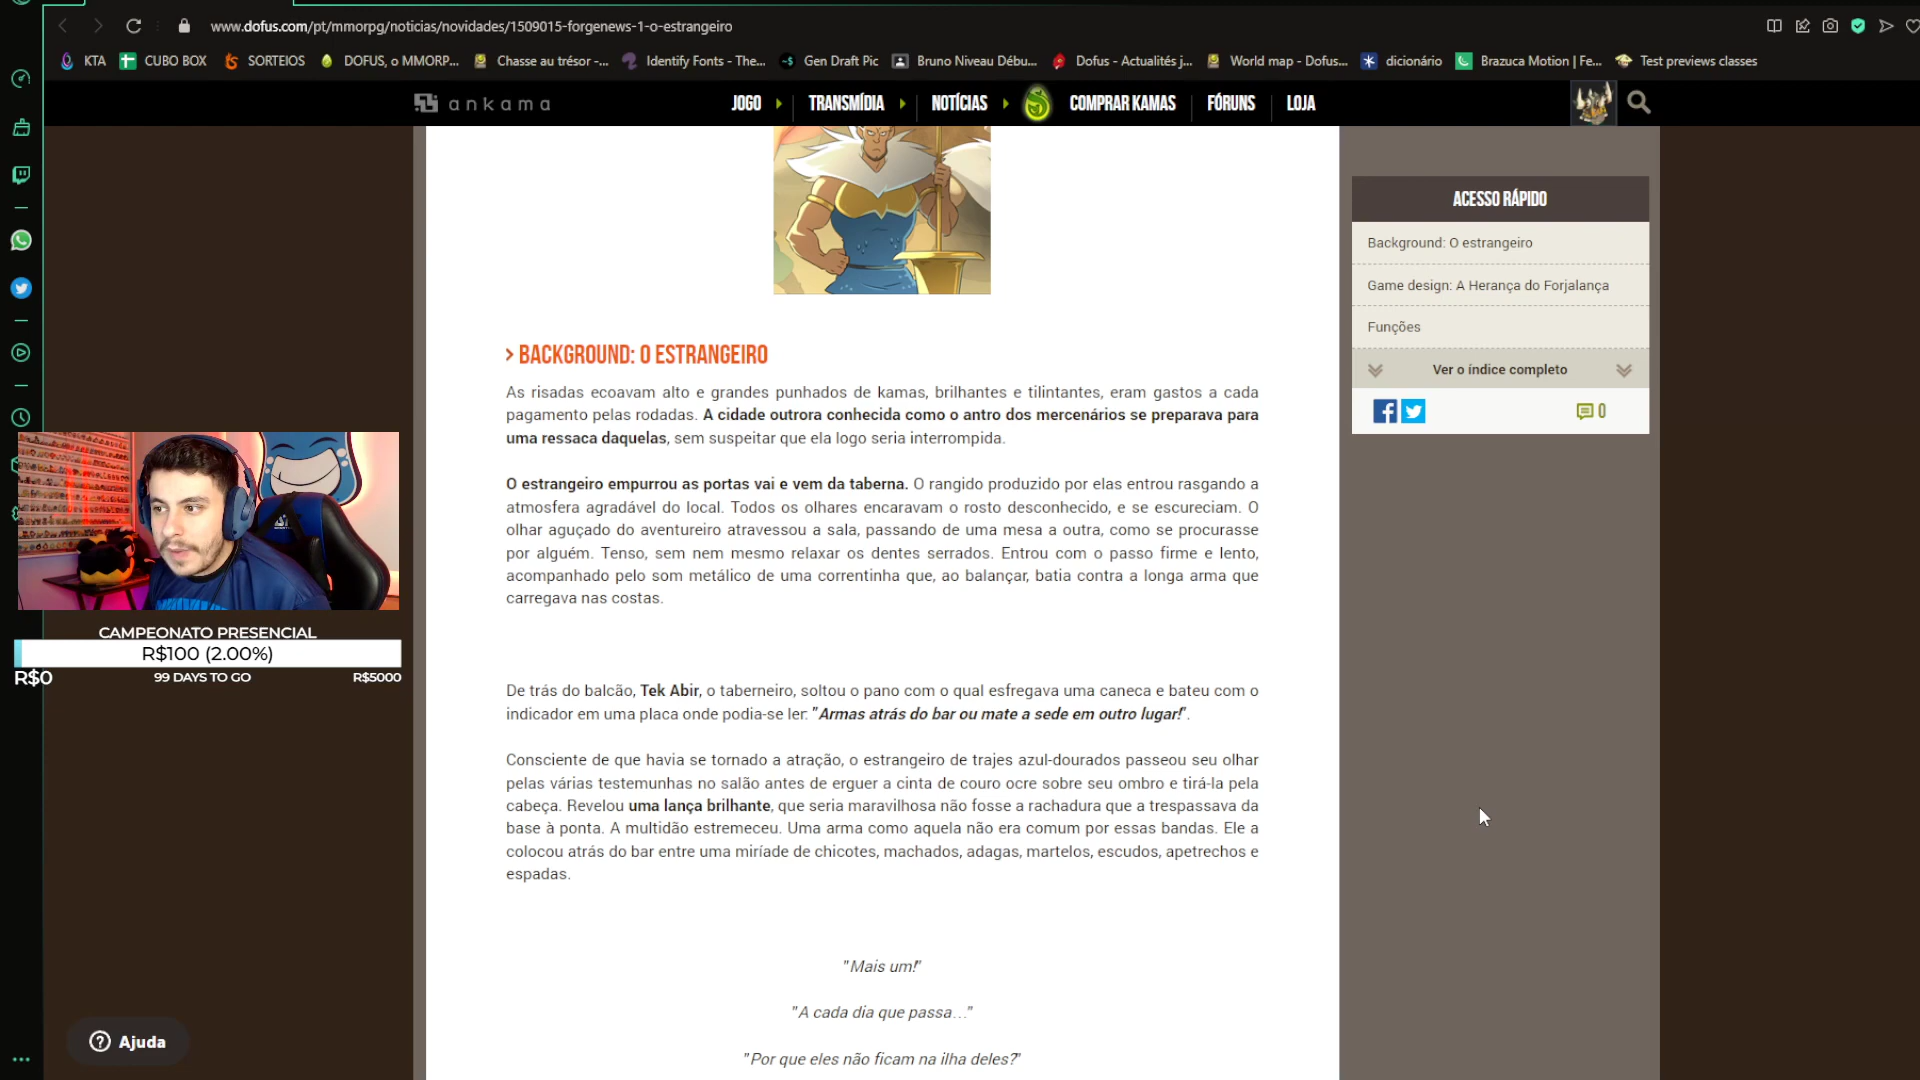 www.dofus.com/pt/mmorpg/noticias/novidades/1509015-forgenews-1-o-estrangeiro
KTA CUBO BOX SORTEIOS DOFUS, o MMORP... Chasse au trésor -... Identify Fonts - The... Gen Draft Pic Bruno Niveau Débu... Dofus - Actualités j... World map - Dofus... dicionário Brazuca Motion | Fe... Test previews classes
ankama JOGO TRANSMÍDIA NOTÍCIAS COMPRAR KAMAS FÓRUNS LOJA
ACESSO RÁPIDO
Background: O estrangeiro
Game design: A Herança do Forjalança
Funções
Ver o índice completo
0
> BACKGROUND: O ESTRANGEIRO
As risadas ecoavam alto e grandes punhados de kamas, brilhantes e tilintantes, eram gastos a cada
pagamento pelas rodadas. A cidade outrora conhecida como o antro dos mercenários se preparava para
uma ressaca daquelas, sem suspeitar que ela logo seria interrompida.
O estrangeiro empurrou as portas vai e vem da taberna. O rangido produzido por elas entrou rasgando a
atmosfera agradável do local. Todos os olhares encaravam o rosto desconhecido, e se escureciam. O
olhar aguçado do aventureiro atravessou a sala, passando de uma mesa a outra, como se procurasse
por alguém. Tenso, sem nem mesmo relaxar os dentes serrados. Entrou com o passo firme e lento,
acompanhado pelo som metálico de uma correntinha que, ao balançar, batia contra a longa arma que
carregava nas costas.
De trás do balcão, Tek Abir, o taberneiro, soltou o pano com o qual esfregava uma caneca e bateu com o
indicador em uma placa onde podia-se ler: "Armas atrás do bar ou mate a sede em outro lugar!".
Consciente de que havia se tornado a atração, o estrangeiro de trajes azul-dourados passeou seu olhar
pelas várias testemunhas no salão antes de erguer a cinta de couro ocre sobre seu ombro e tirá-la pela
cabeça. Revelou uma lança brilhante, que seria maravilhosa não fosse a rachadura que a trespassava da
base à ponta. A multidão estremeceu. Uma arma como aquela não era comum por essas bandas. Ele a
colocou atrás do bar entre uma miríade de chicotes, machados, adagas, martelos, escudos, apetrechos e
espadas.
"Mais um!"
"A cada dia que passa..."
"Por que eles não ficam na ilha deles?"
CAMPEONATO PRESENCIAL
R$100 (2.00%)
R$0 99 DAYS TO GO R$5000
Ajuda